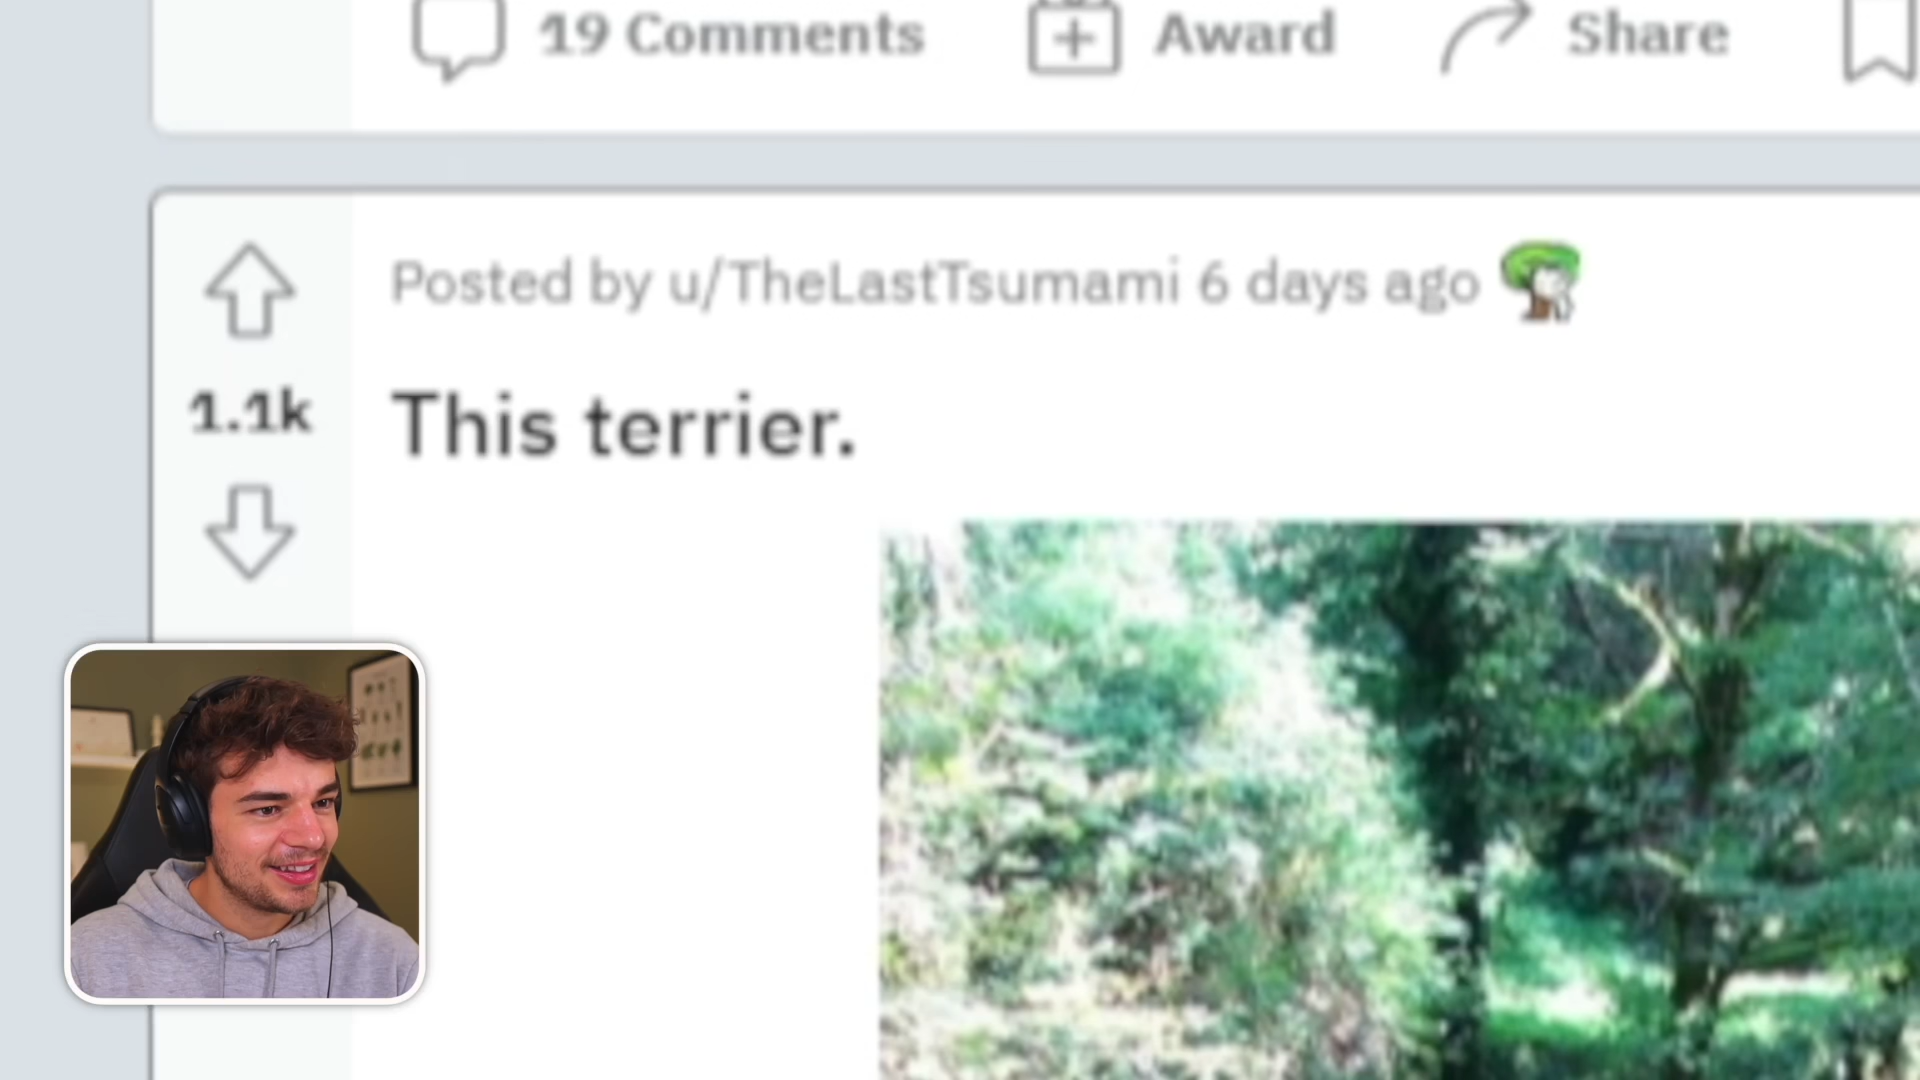 19 Comments Award Share
Posted by u/TheLastTsumami 6 days ago
1.1k
This terrier.